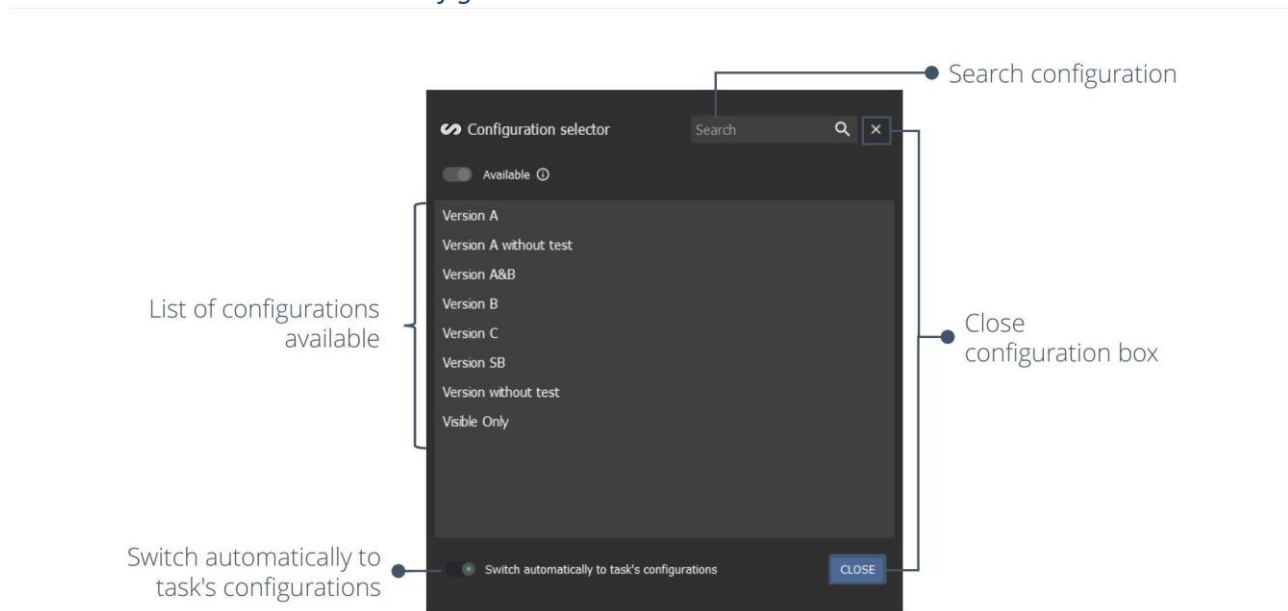 Search configuration
Configuration selector
Search
Available
List of configurations
available
Version A
Version A without test
Version A&B
Version B
Version C
Version SB
Version without test
Visible Only
Close
configuration box
Switch automatically to
task's configurations
Switch automatically to task's configurations
CLOSE